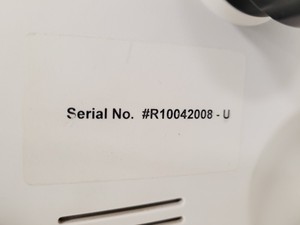 Serial No. #R10042008 - U